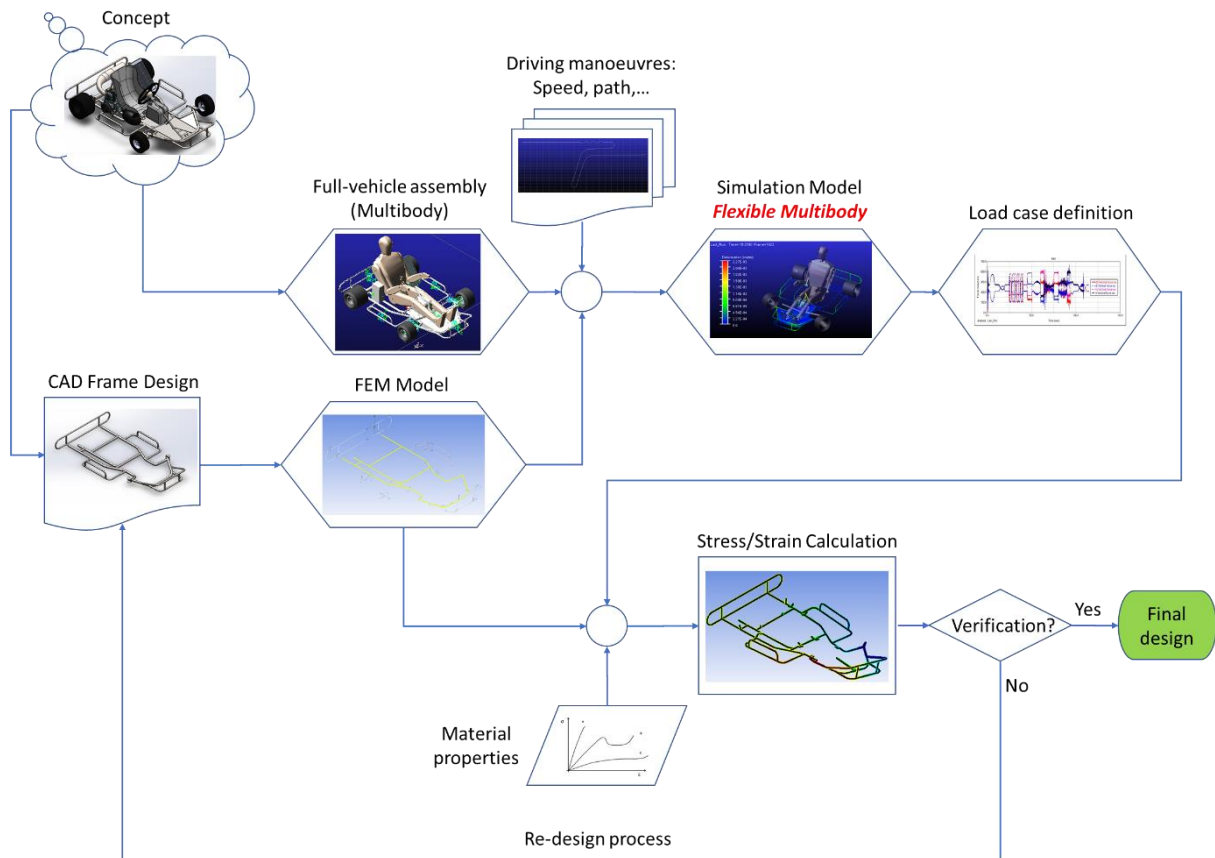 Concept
Driving manoeuvres:
Speed, path,...
Full-vehicle assembly
(Multibody)
Simulation Model
Flexible Multibody
Load case definition
CAD Frame Design
FEM Model
Stress/Strain Calculation
Verification?
Yes
Final
design
No
Material
properties
Re-design process